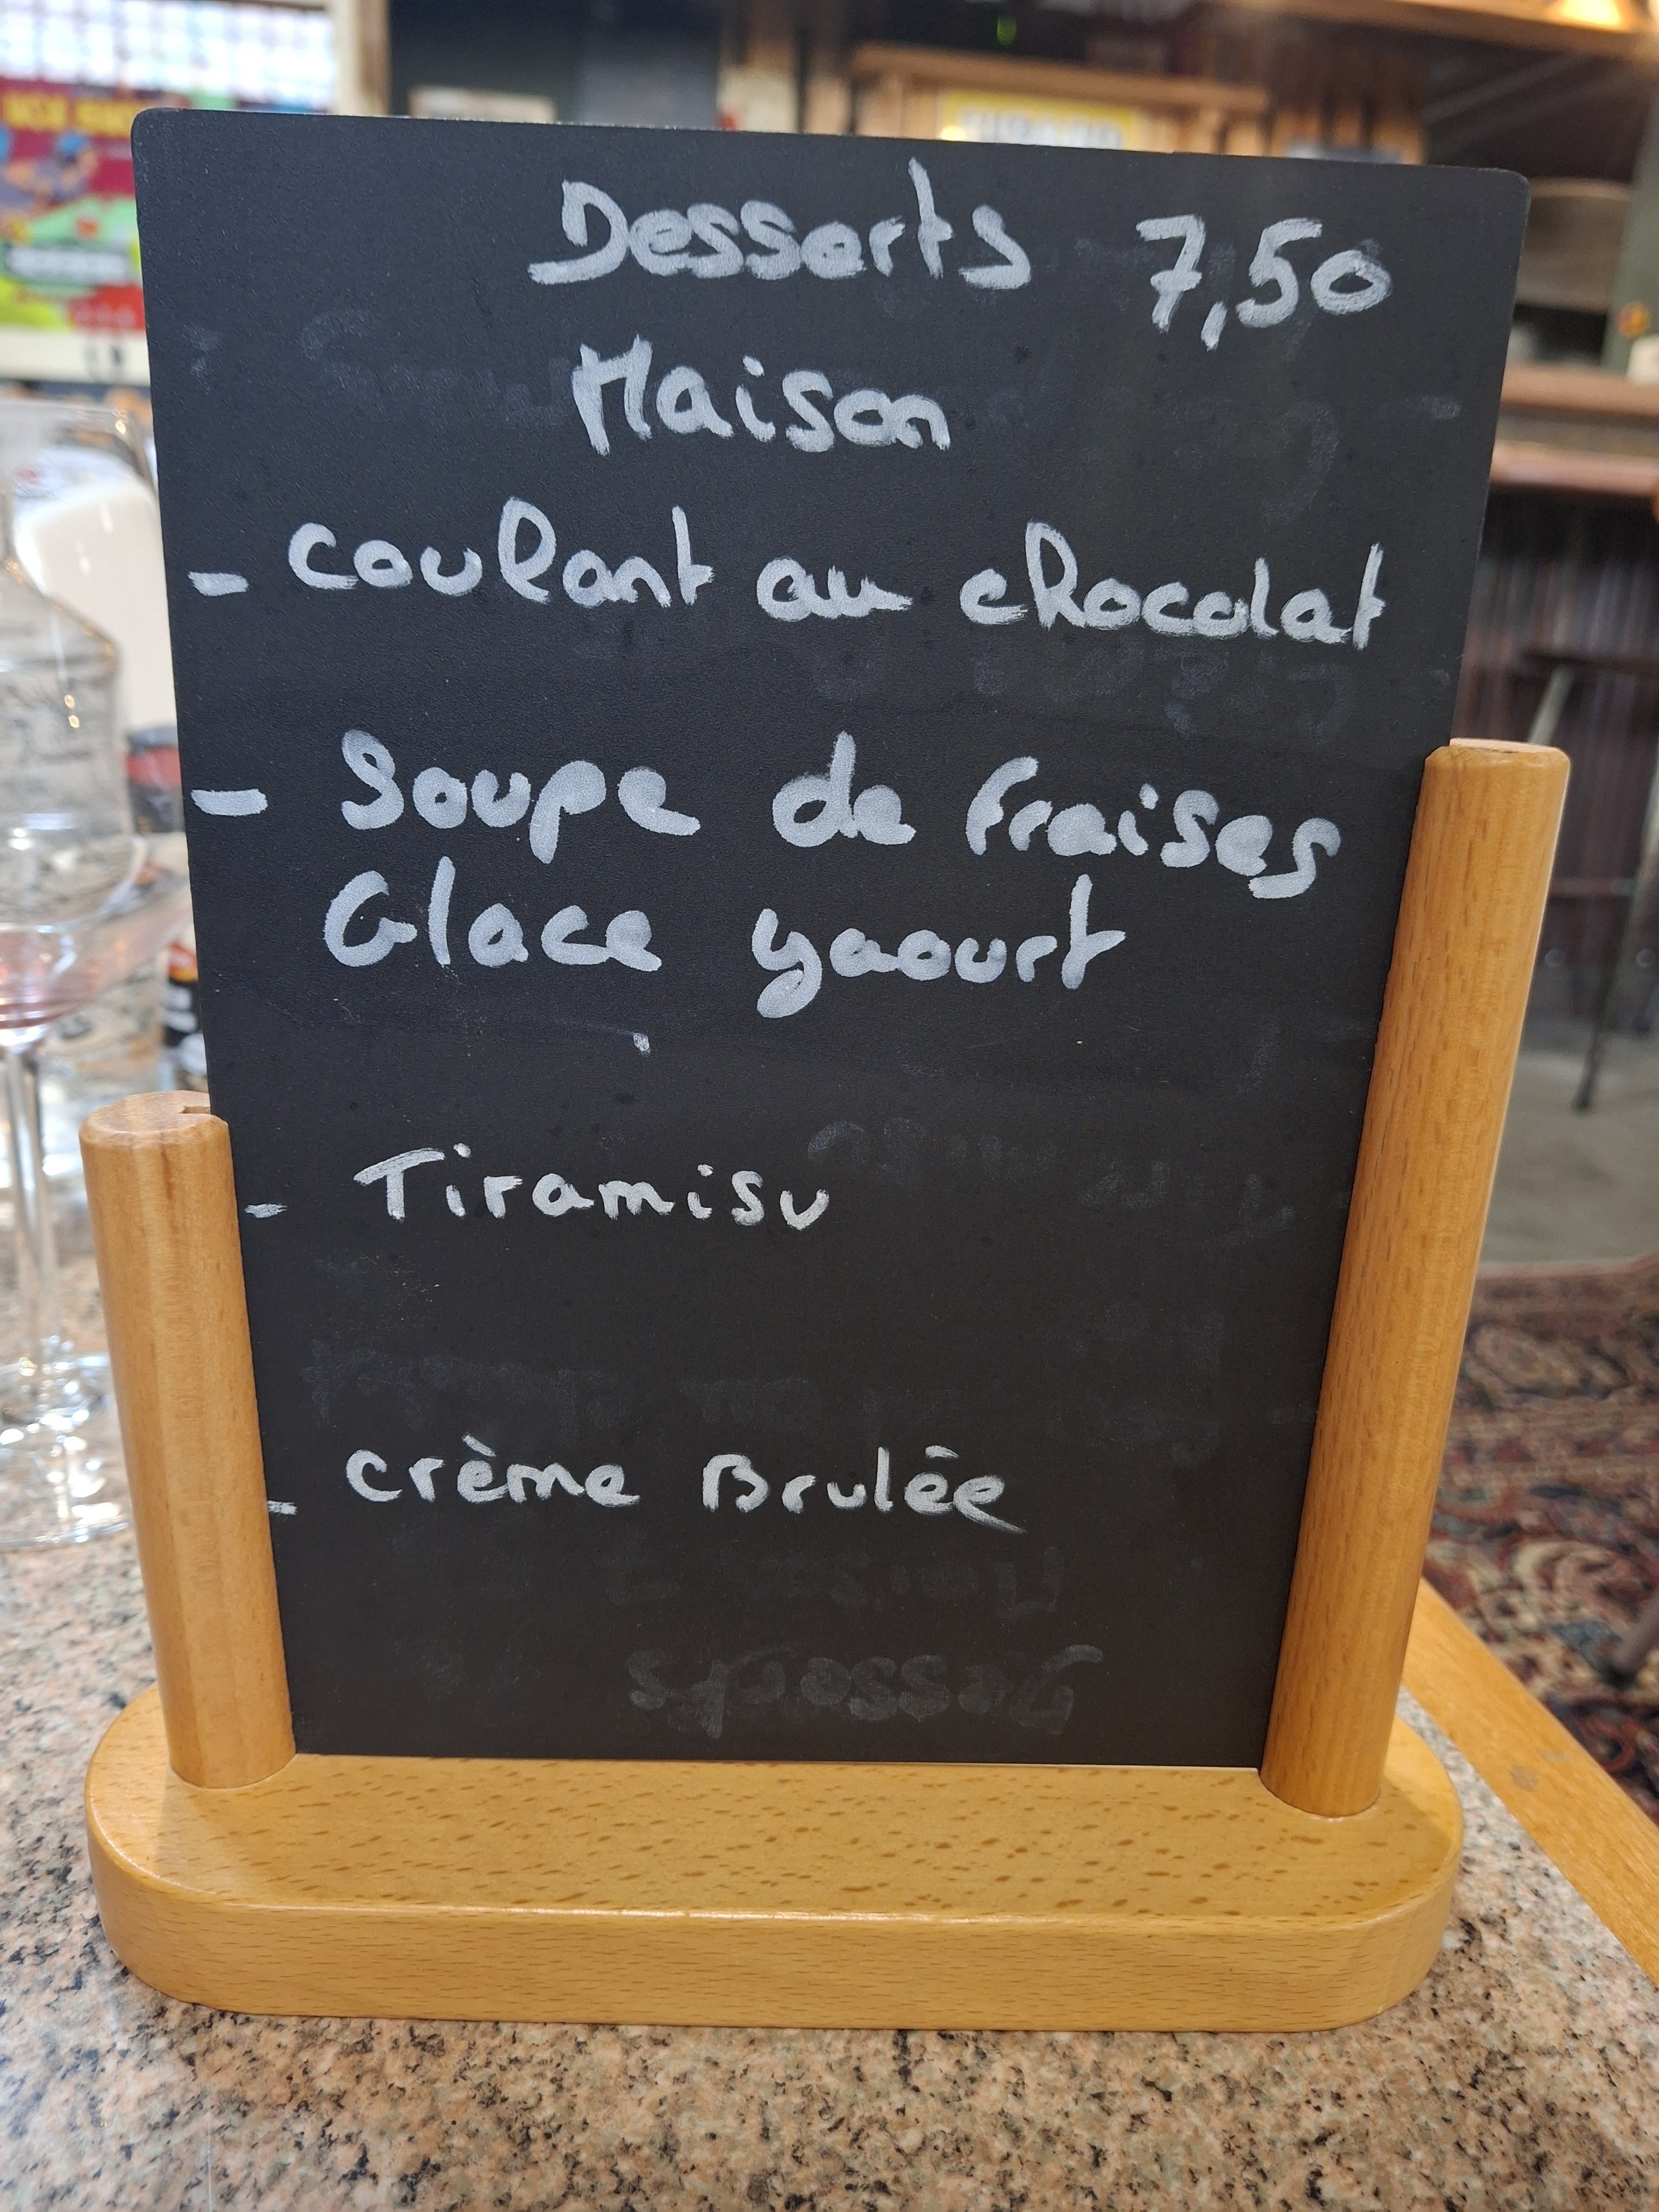 Desserts 7,50
Maison
- coulant au chocolat
- Soupe de fraises
Glace yaourt
- Tiramisu
- crème Brulée